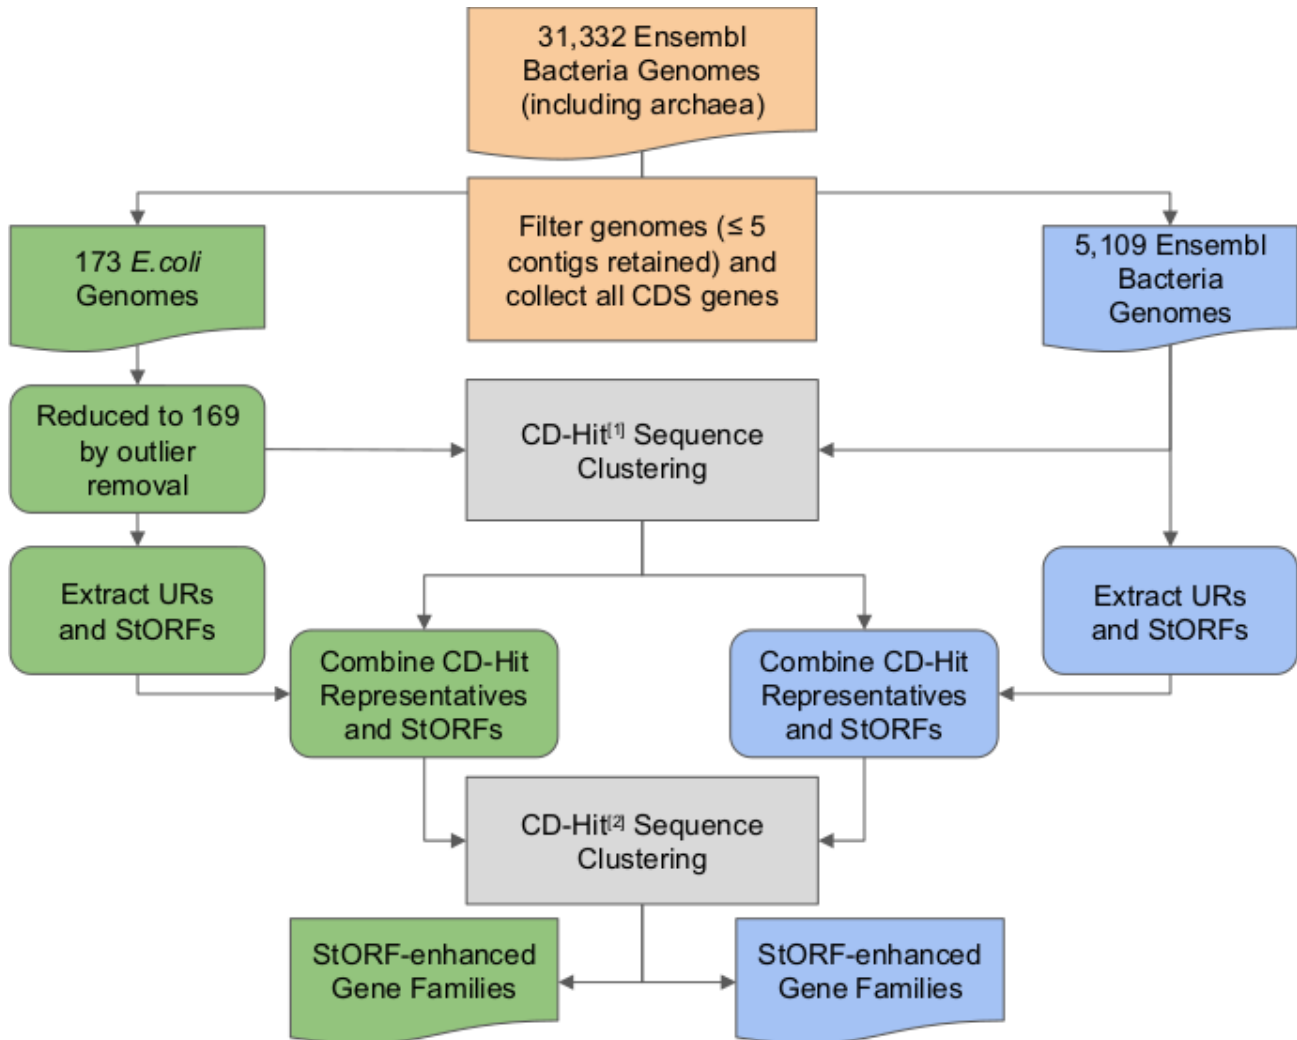 31,332 Ensembl
Bacteria Genomes
(including archaea)
Filter genomes (≤ 5
contigs retained) and
collect all CDS genes
173 E.coli
Genomes
5,109 Ensembl
Bacteria
Genomes
Reduced to 169
by outlier
removal
CD-Hit[1] Sequence
Clustering
Extract URs
and StORFs
Extract URs
and StORFs
Combine CD-Hit
Representatives
and StORFs
Combine CD-Hit
Representatives
and StORFs
CD-Hit[2] Sequence
Clustering
StORF-enhanced
Gene Families
StORF-enhanced
Gene Families